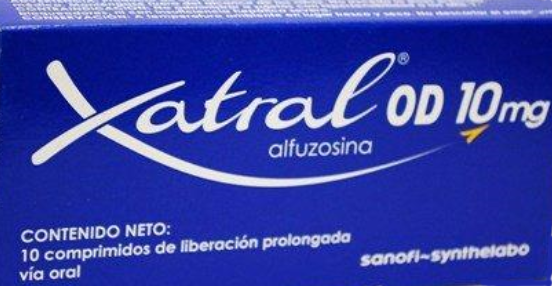 Xatral® OD 10mg
alfuzosina
CONTENIDO NETO:
10 comprimidos de liberación prolongada
vía oral
sanofi~synthelabo